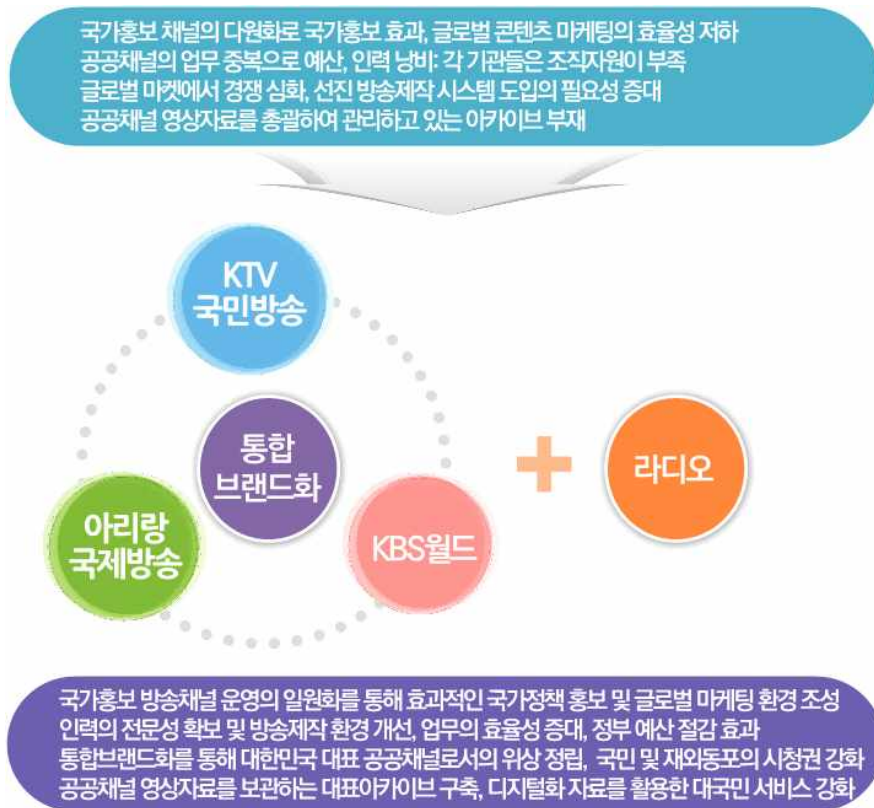 국가홍보 채널의 다원화로 국가홍보 효과, 글로벌 콘텐츠 마케팅의 효율성 저하
공공채널의 업무 중복으로 예산, 인력 낭비: 각 기관들은 조직자원이 부족
글로벌 마켓에서 경쟁 심화, 선진 방송제작 시스템 도입의 필요성 증대
공공채널 영상자료를 총괄하여 관리하고 있는 아카이브 부재
KTV
국민방송
통합
브랜드화
+
라디오
아리랑
국제방송
KBS월드
국가홍보 방송채널 운영의 일원화를 통해 효과적인 국가정책 홍보 및 글로벌 마케팅 환경 조성
인력의 전문성 확보 및 방송제작 환경 개선, 업무의 효율성 증대, 정부 예산 절감 효과
통합브랜드화를 통해 대한민국 대표 공공채널로서의 위상 정립, 국민 및 재외동포의 시청권 강화
공공채널 영상자료를 보관하는 대표아카이브 구축, 디지털화 자료를 활용한 대국민 서비스 강화